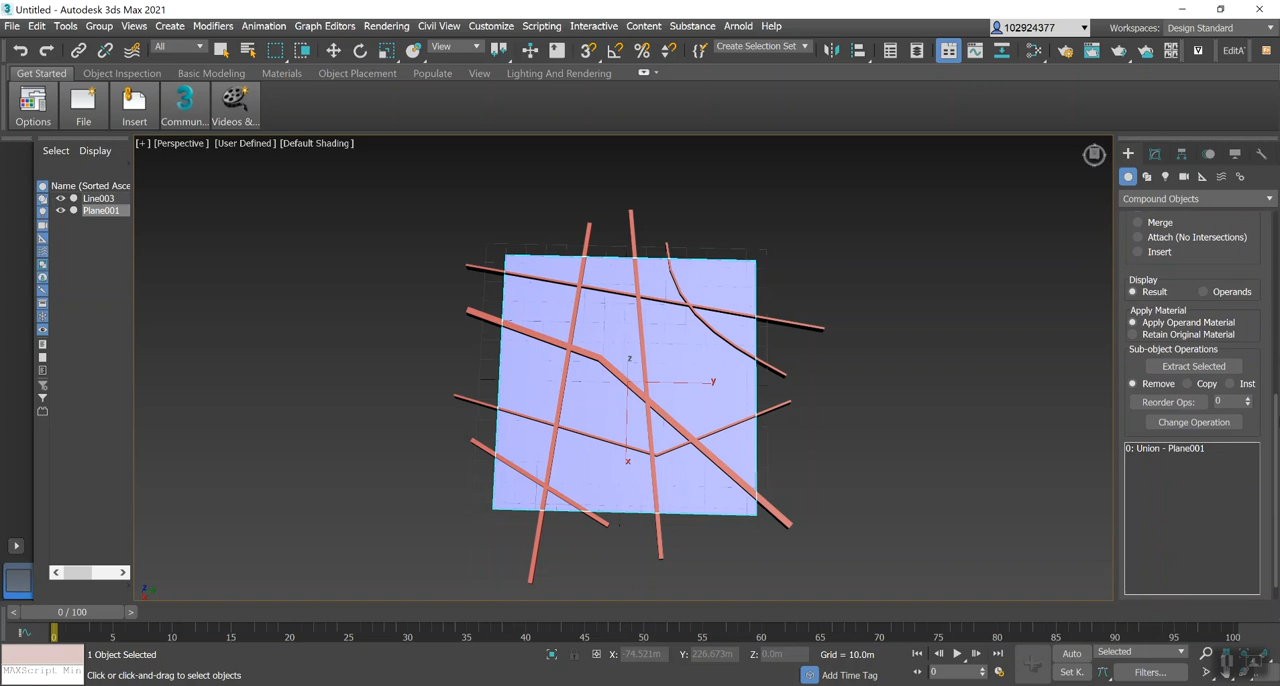 Untitled - Autodesk 3ds Max 2021
File Edit Tools Group Views Create Modifiers Animation Graph Editors Rendering Civil View Customize Scripting Interactive Content Substance Arnold Help
102924377
Workspaces: Design Standard
All
View
Create Selection Set
EditA
Get Started Object Inspection Basic Modeling Materials Object Placement Populate View Lighting And Rendering
Options File Insert Commun... Videos &...
Select Display
Name (Sorted Asce
Line003
Plane001
[+] [Perspective] [User Defined] [Default Shading]
z
y
x
Compound Objects
Merge
Attach (No Intersections)
Insert
Display
Result Operands
Apply Material
Apply Operand Material
Retain Original Material
Sub-object Operations
Extract Selected
Remove Copy Inst
Reorder Ops: 0
Change Operation
0: Union - Plane001
< 0 / 100 >
0 5 10 15 20 25 30 35 40 45 50 55 60 65 70 75 80 85 90 95 100
MAXScript Min
1 Object Selected
Click or click-and-drag to select objects
X: -74.521m Y: 226.673m Z: 0.0m Grid = 10.0m
Add Time Tag
0
Auto Selected
Set K. Filters...